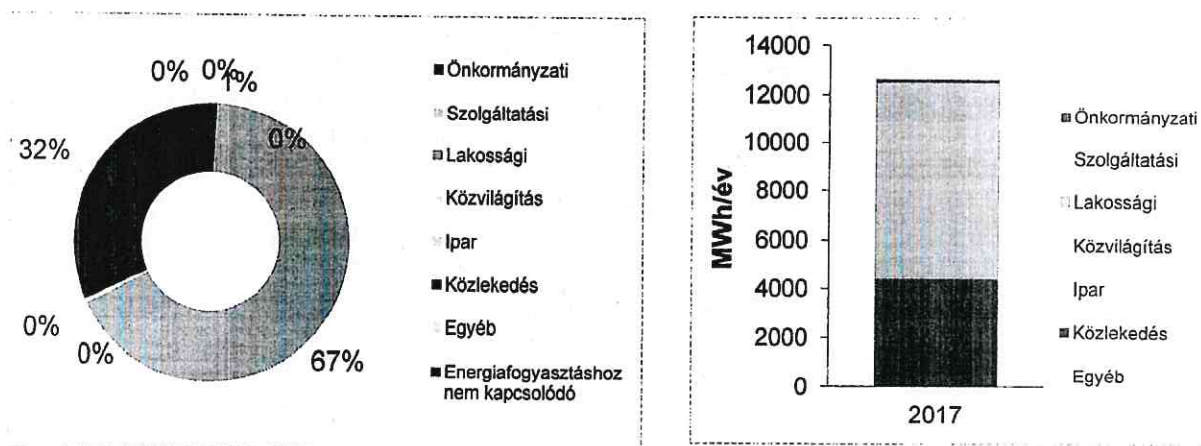 0%
0%
1%
0%
32%
0%
0%
67%
Önkormányzati
Szolgáltatási
Lakossági
Közvilágítás
Ipar
Közlekedés
Egyéb
Energiafogyasztáshoz
nem kapcsolódó
14000
12000
10000
8000
6000
4000
2000
0
MWh/év
2017
Önkormányzati
Szolgáltatási
Lakossági
Közvilágítás
Ipar
Közlekedés
Egyéb